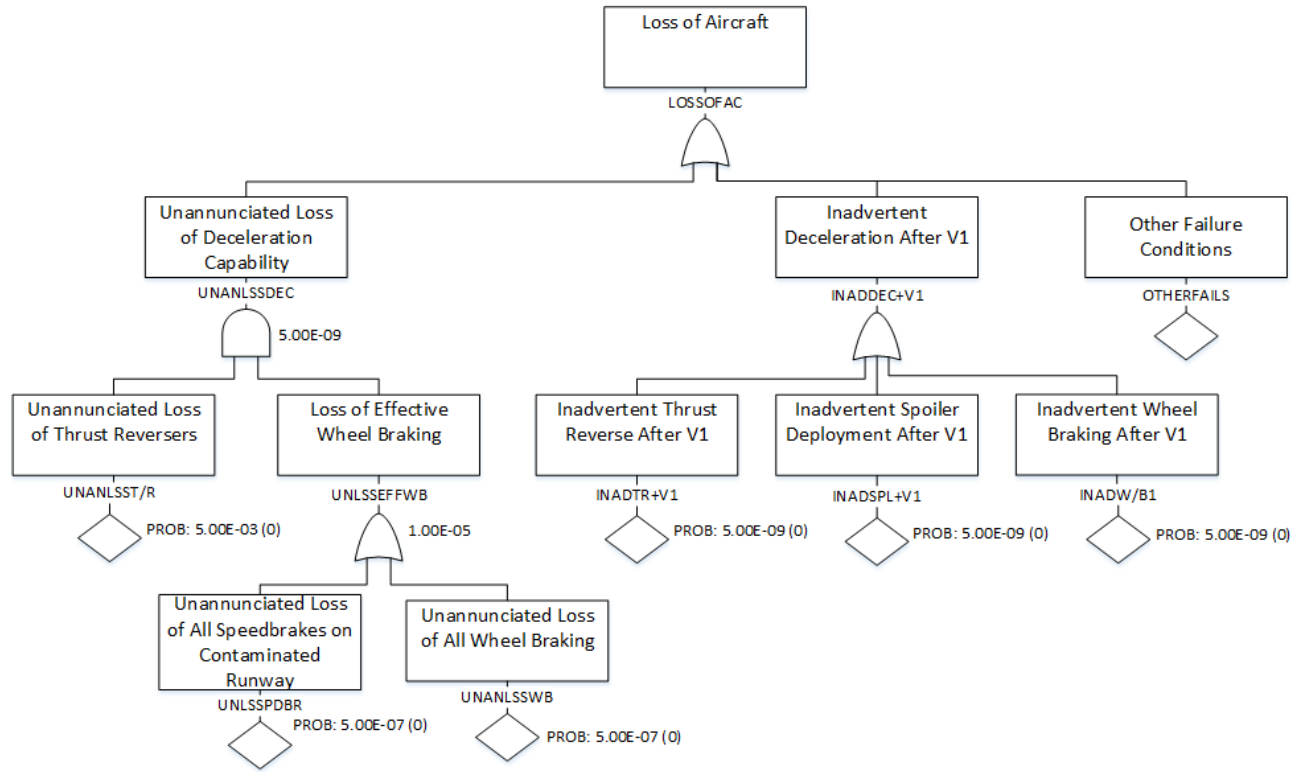 Loss of Aircraft
LOSSOFAC
Unannunciated Loss
of Deceleration
Capability
UNANLSSDEC
5.00E-09
Inadvertent
Deceleration After V1
INADDEC+V1
Other Failure
Conditions
OTHERFAILS
Unannunciated Loss
of Thrust Reversers
UNANLSST/R
PROB: 5.00E-03 (0)
Loss of Effective
Wheel Braking
UNLSSEFFWB
1.00E-05
Inadvertent Thrust
Reverse After V1
INADTR+V1
PROB: 5.00E-09 (0)
Inadvertent Spoiler
Deployment After V1
INADSPL+V1
PROB: 5.00E-09 (0)
Inadvertent Wheel
Braking After V1
INADW/B1
PROB: 5.00E-09 (0)
Unannunciated Loss
of All Speedbrakes on
Contaminated
Runway
UNLSSPDBR
PROB: 5.00E-07 (0)
Unannunciated Loss
of All Wheel Braking
UNANLSSWB
PROB: 5.00E-07 (0)